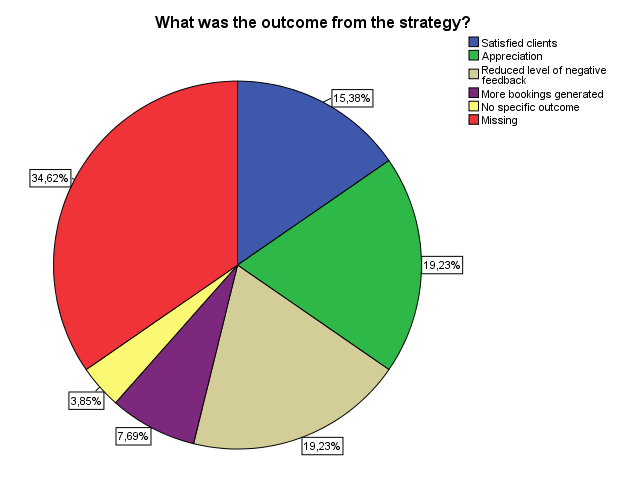 What was the outcome from the strategy?
Satisfied clients
Appreciation
Reduced level of negative
feedback
More bookings generated
No specific outcome
Missing
15,38%
34,62%
19,23%
3,85%
7,69%
19,23%